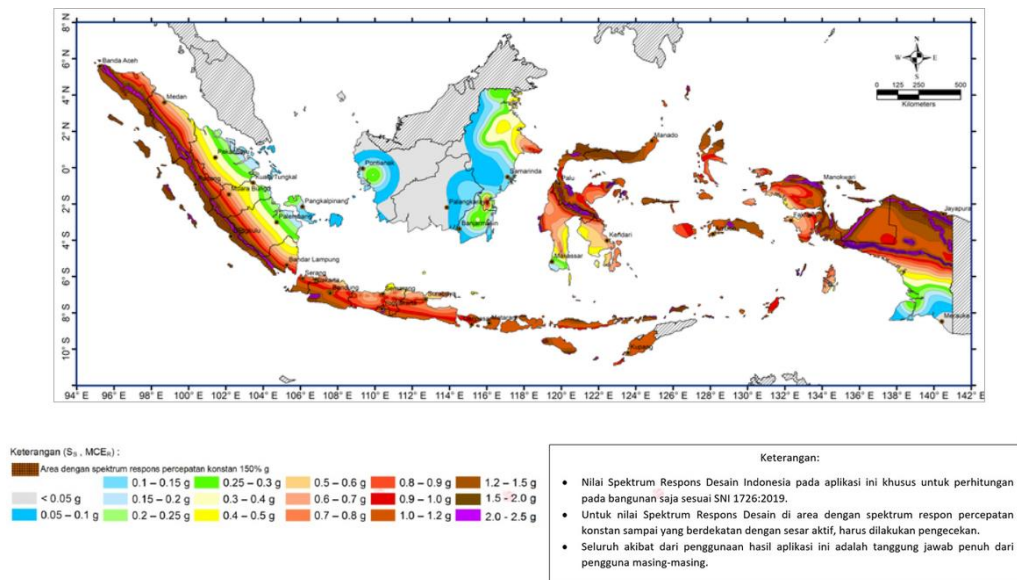 8° N
6° N
4° N
2° N
0°
2° S
4° S
6° S
8° S
10° S
Banda Aceh
Medan
Kuala Tungkal
Muara Bungo
Pangkalpinang
Palembang
Bengkulu
Bandar Lampung
Serang
Bandung
Semarang
Surabaya
Pontianak
Samarinda
Palangkaraya
Banjarmasin
Manado
Palu
Kendari
Makassar
Mataram
Kupang
Manokwari
Jayapura
Merauke
N
W
E
S
0 125 250 500
Kilometers
94° E 96° E 98° E 100° E 102° E 104° E 106° E 108° E 110° E 112° E 114° E 116° E 118° E 120° E 122° E 124° E 126° E 128° E 130° E 132° E 134° E 136° E 138° E 140° E 142° E
Keterangan (SS , MCER) :
Area dengan spektrum respons percepatan konstan 150% g
< 0.05 g
0.05 – 0.1 g
0.1 – 0.15 g
0.15 – 0.2 g
0.2 – 0.25 g
0.25 – 0.3 g
0.3 – 0.4 g
0.4 – 0.5 g
0.5 – 0.6 g
0.6 – 0.7 g
0.7 – 0.8 g
0.8 – 0.9 g
0.9 – 1.0 g
1.0 – 1.2 g
1.2 – 1.5 g
1.5 – 2.0 g
2.0 - 2.5 g
Keterangan:
• Nilai Spektrum Respons Desain Indonesia pada aplikasi ini khusus untuk perhitungan
pada bangunan saja sesuai SNI 1726:2019.
• Untuk nilai Spektrum Respons Desain di area dengan spektrum respon percepatan
konstan sampai yang berdekatan dengan sesar aktif, harus dilakukan pengecekan.
• Seluruh akibat dari penggunaan hasil aplikasi ini adalah tanggung jawab penuh dari
pengguna masing-masing.